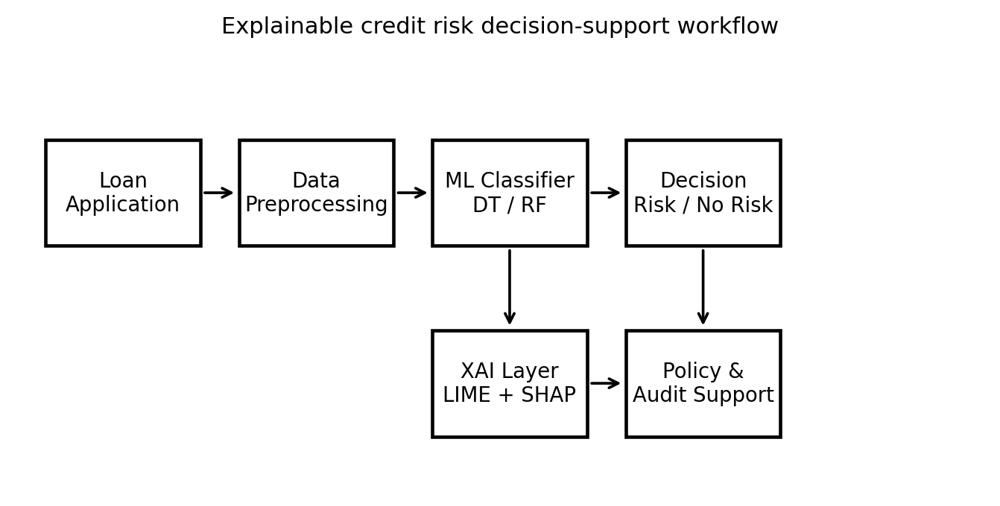 Explainable credit risk decision-support workflow
Loan
Application
Data
Preprocessing
ML Classifier
DT / RF
Decision
Risk / No Risk
XAI Layer
LIME + SHAP
Policy &
Audit Support